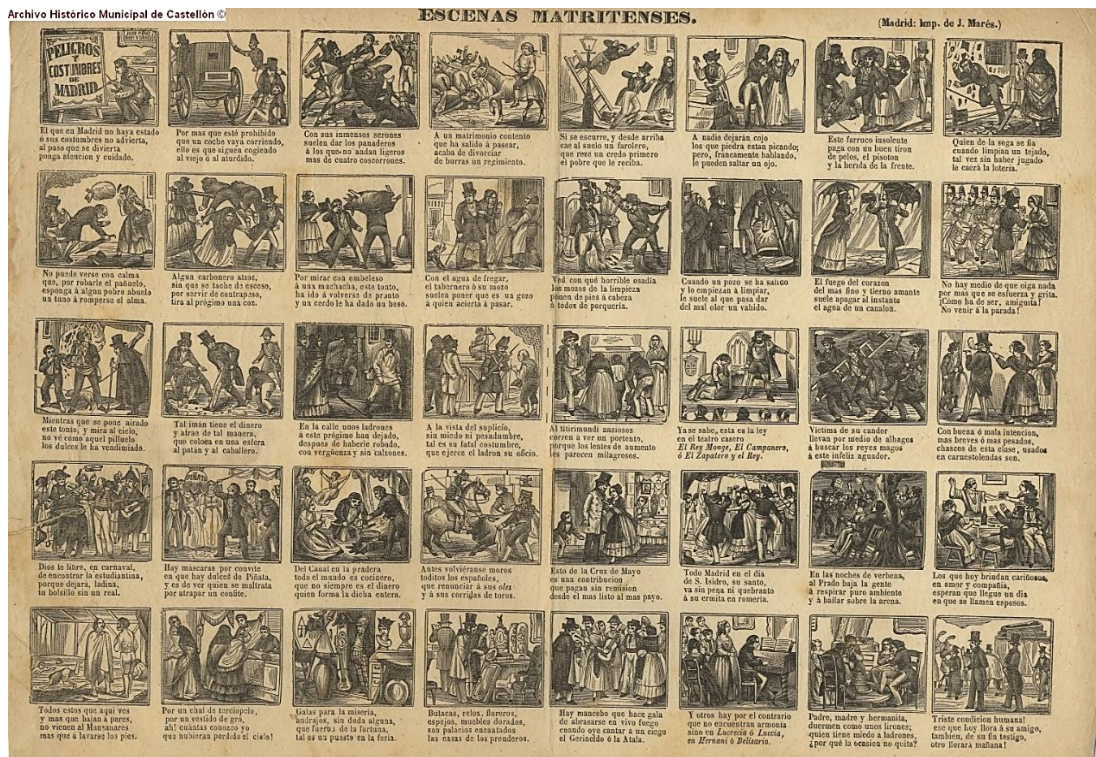 Archivo Histórico Municipal de Castellón ©
ESCENAS MATRITENSES.
(Madrid: Imp. de J. Marés.)
PELIGROS
Y
COSTUMBRES
DE
MADRID
El que en Madrid no haya estado
ó sus costumbres no advierta,
al paso que se divierta
ponga atencion y cuidado.
Por mas que esté prohibido
que un coche vaya corriendo,
ello es que siguen cogiendo
al viejo ó al aturdido.
Con sus inmensos serones
suelen dar los panaderos
á los que no andan ligeros
mas de cuatro coscorrones.
A un matrimonio contento
que ha salido á pasear,
acaba de divorciar
de burras un regimiento.
Si se escurre, y desde arriba
cae al suelo un farolero,
que rese un credo primero
el pobre que le reciba.
A nadie dejarán cojo
los que piedra estan picando;
pero, francamente hablando,
le pueden saltar un ojo.
Este farruco insolente
paga con un buen tiron
de pelos, el pisoton
y la herida de la frente.
Quien de la soga se fia
cuando limpian un tejado,
tal vez sin haber jugado
le caerá la lotería.
No puede verse con calma
que, por robarle el pañuelo,
esponga á algun pobre abuelo
un tuno á romperse el alma.
Algun carbonero atroz,
sin que se tache de esceso,
por servir de contrapeso,
tira al prógimo una coz.
Por mirar con embeleso
á una muchacha, este tonto,
ha ido á volverse de pronto
y un cerdo le ha dado un beso.
Con el agua de fregar,
el tabernero ó su mozo
suelen poner que es un gozo
á quien acierta á pasar.
Ved con qué horrible osadía
los mozos de la limpieza
ponen de pies á cabeza
á todos de porquería.
Cuando un pozo se ha salido
y lo empiezan á limpiar,
le suele al que pasa dar
del mal olor un vahido.
El fuego del corazon
del mas fino y tierno amante
suele apagar al instante
el agua de un canalon.
No hay medio de que oiga nada
por mas que se esfuerza y grita.
¡Cómo ha de ser, amiguita!
No venir á la parada!
Mientras que se pone airado
este tonto, y mira al cielo,
no vé cómo aquel pilluelo
los dulces le ha vendimiado.
Tal iman tiene el dinero
y atrae de tal manera,
que coloca en una esfera
al patán y al caballero.
En la calle unos ladrones
á este prógimo han dejado,
despues de haberle robado,
con vergüenza y sin calzones.
A la vista del suplicio,
sin miedo ni pesadumbre,
tal es su fatal costumbre,
que ejerce el ladron su oficio.
Al titirimundi ansiosos
corren á ver un portento,
porque los lentes de aumento
les parecen milagrosos.
Ya se sabe, esta es la ley
en el teatro casero
El Rey Monge, El Campanero,
ó El Zapatero y el Rey.
Víctima de su candor
llevan por medio de albagos
á buscar los reyes magos
á este infeliz aguador.
Con buena ó mala intencion,
mas breves ó mas pesados,
chascos de esta clase, usados
en carnestolendas son.
Dios te libre, en carnaval,
de encontrar la estudiantina,
porque dejará, ladina,
tu bolsillo sin un real.
Hay máscaras por convite
en que hay dulces de Piñata,
y es de ver quien se maltrata
por atrapar un confite.
Del Canal en la pradera
todo el mundo es cocinero,
que no siempre es el dinero
quien forma la dicha entera.
Antes volviéranse moros
toditos los españoles,
que renunciar á sus oles
y á sus corridas de toros.
Esto de la Cruz de Mayo
es una contribucion
que pagan sin remision
desde el mas listo al mas payo.
Todo Madrid en el dia
de S. Isidro, su santo,
va sin pena ni quebranto
á su ermita en romería.
En las noches de verbena,
al Prado baja la gente
á respirar puro ambiente
y á bailar sobre la arena.
Los que hoy brindan cariñosos,
en amor y compañía,
esperan que llegue un dia
en que se llamen esposos.
Todos estos que aqui ves
y mas que bajan á pares,
no vienen al Manzanares
mas que á lavarse los pies.
Por un chal de terciopelo,
por un vestido de gró,
ah! cuántas conozco yo
que hubieran perdido el cielo!
Galas para la miseria,
andrajos, sin duda alguna,
que fueron de la fortuna,
tal es un puesto en la feria.
Butacas, relox, floreros,
espejos, muebles dorados,
son palacios encantados
las casas de los prenderos.
Hay mancebo que hace gala
de abrasarse en vivo fuego
cuando oye cantar á un ciego
el Gerineldo ó la Atala.
Y otros hay por el contrario
que no encuentran armonia
sino en Lucrecia ó Luccia,
en Hernani ó Belisario.
Padre, madre y hermanita,
duermen como unos lirones;
quien tiene miedo á ladrones,
¿por qué la ocasion no quita?
Triste condicion humana!
ese que hoy llora á su amigo,
tambien, de su fin testigo,
otro llorará mañana!